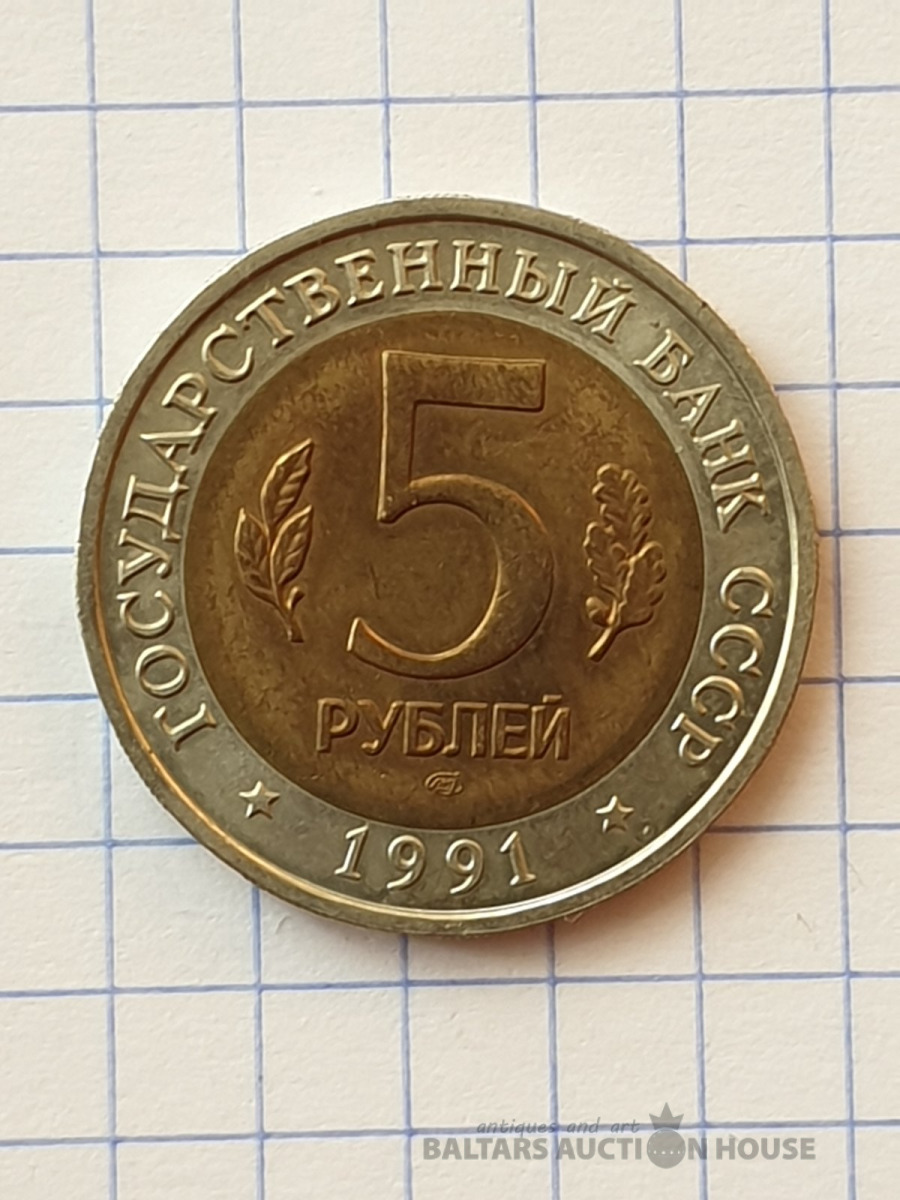 ГОСУДАРСТВЕННЫЙ БАНК СССР
5
РУБЛЕЙ
1991
antiques and art
BALTARS AUCTION HOUSE